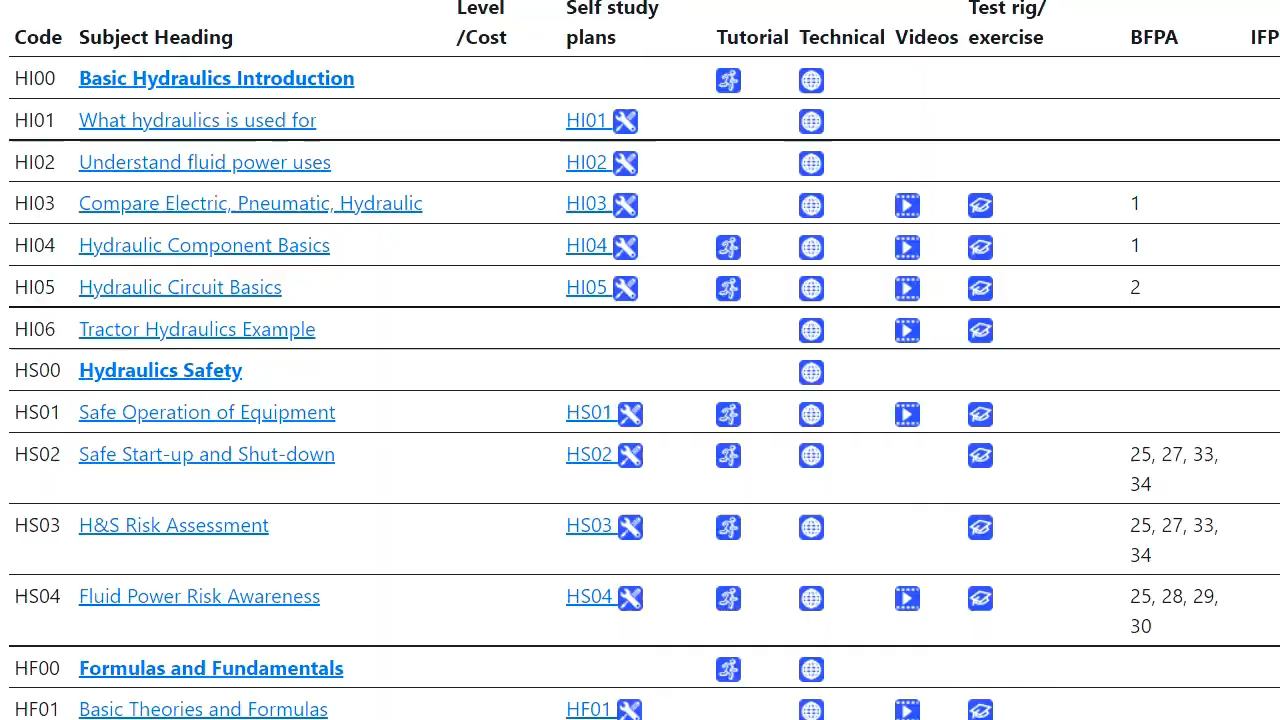 Level Self study Test rig/
Code Subject Heading /Cost plans Tutorial Technical Videos exercise BFPA IFP
HI00 Basic Hydraulics Introduction
HI01 What hydraulics is used for HI01
HI02 Understand fluid power uses HI02
HI03 Compare Electric, Pneumatic, Hydraulic HI03 1
HI04 Hydraulic Component Basics HI04 1
HI05 Hydraulic Circuit Basics HI05 2
HI06 Tractor Hydraulics Example
HS00 Hydraulics Safety
HS01 Safe Operation of Equipment HS01
HS02 Safe Start-up and Shut-down HS02 25, 27, 33,
34
HS03 H&S Risk Assessment HS03 25, 27, 33,
34
HS04 Fluid Power Risk Awareness HS04 25, 28, 29,
30
HF00 Formulas and Fundamentals
HF01 Basic Theories and Formulas HF01